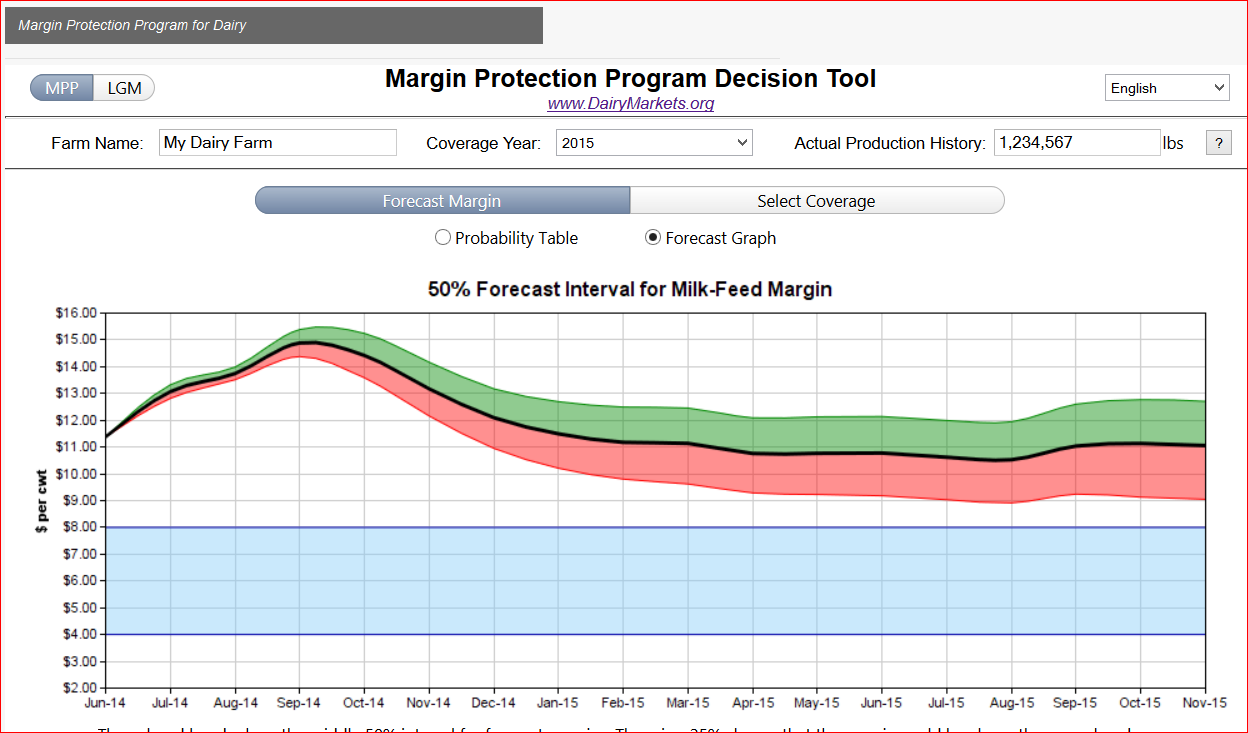 Margin Protection Program for Dairy
MPP LGM
Margin Protection Program Decision Tool
www.DairyMarkets.org
English
Farm Name: My Dairy Farm Coverage Year: 2015 Actual Production History: 1,234,567 lbs ?
Forecast Margin Select Coverage
Probability Table Forecast Graph
50% Forecast Interval for Milk-Feed Margin
$ per cwt
$16.00
$15.00
$14.00
$13.00
$12.00
$11.00
$10.00
$9.00
$8.00
$7.00
$6.00
$5.00
$4.00
$3.00
$2.00
Jun-14 Jul-14 Aug-14 Sep-14 Oct-14 Nov-14 Dec-14 Jan-15 Feb-15 Mar-15 Apr-15 May-15 Jun-15 Jul-15 Aug-15 Sep-15 Oct-15 Nov-15